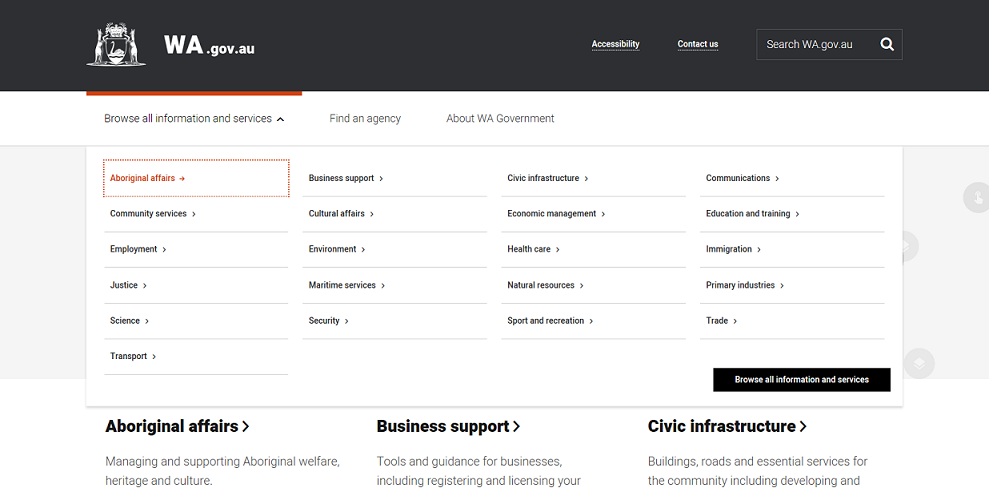 WA.gov.au
Accessibility
Contact us
Search WA.gov.au
Browse all information and services
Find an agency
About WA Government
Aboriginal affairs
Business support
Civic infrastructure
Communications
Community services
Cultural affairs
Economic management
Education and training
Employment
Environment
Health care
Immigration
Justice
Maritime services
Natural resources
Primary industries
Science
Security
Sport and recreation
Trade
Transport
Browse all information and services
Aboriginal affairs
Managing and supporting Aboriginal welfare,
heritage and culture.
Business support
Tools and guidance for businesses,
including registering and licensing your
Civic infrastructure
Buildings, roads and essential services for
the community including developing and